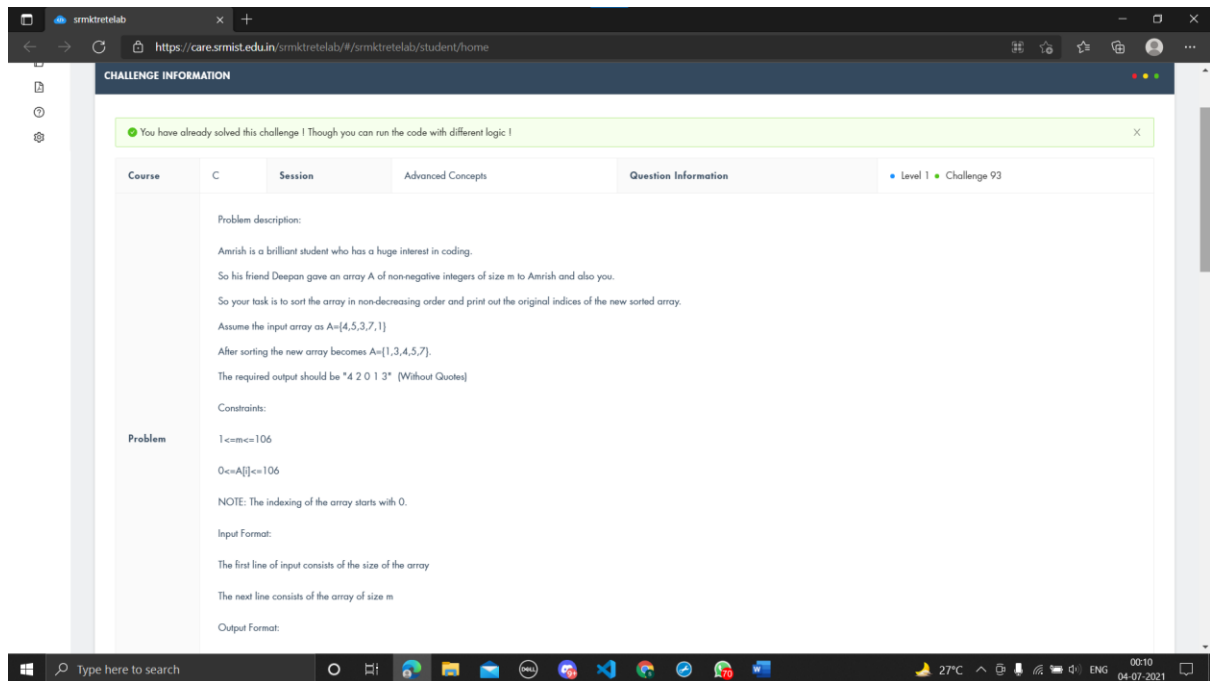 srmktretelab
https://care.srmist.edu.in/srmktretelab/#/srmktretelab/student/home
CHALLENGE INFORMATION
You have already solved this challenge ! Though you can run the code with different logic !
Course C Session Advanced Concepts Question Information Level 1 Challenge 93
Problem description:
Amrish is a brilliant student who has a huge interest in coding.
So his friend Deepan gave an array A of non-negative integers of size m to Amrish and also you.
So your task is to sort the array in non-decreasing order and print out the original indices of the new sorted array.
Assume the input array as A={4,5,3,7,1}
After sorting the new array becomes A={1,3,4,5,7}.
The required output should be "4 2 0 1 3" (Without Quotes)
Constraints:
Problem
1<=m<=106
0<=A[i]<=106
NOTE: The indexing of the array starts with 0.
Input Format:
The first line of input consists of the size of the array
The next line consists of the array of size m
Output Format:
Type here to search
DELL
70
27°C ENG 00:10
04-07-2021